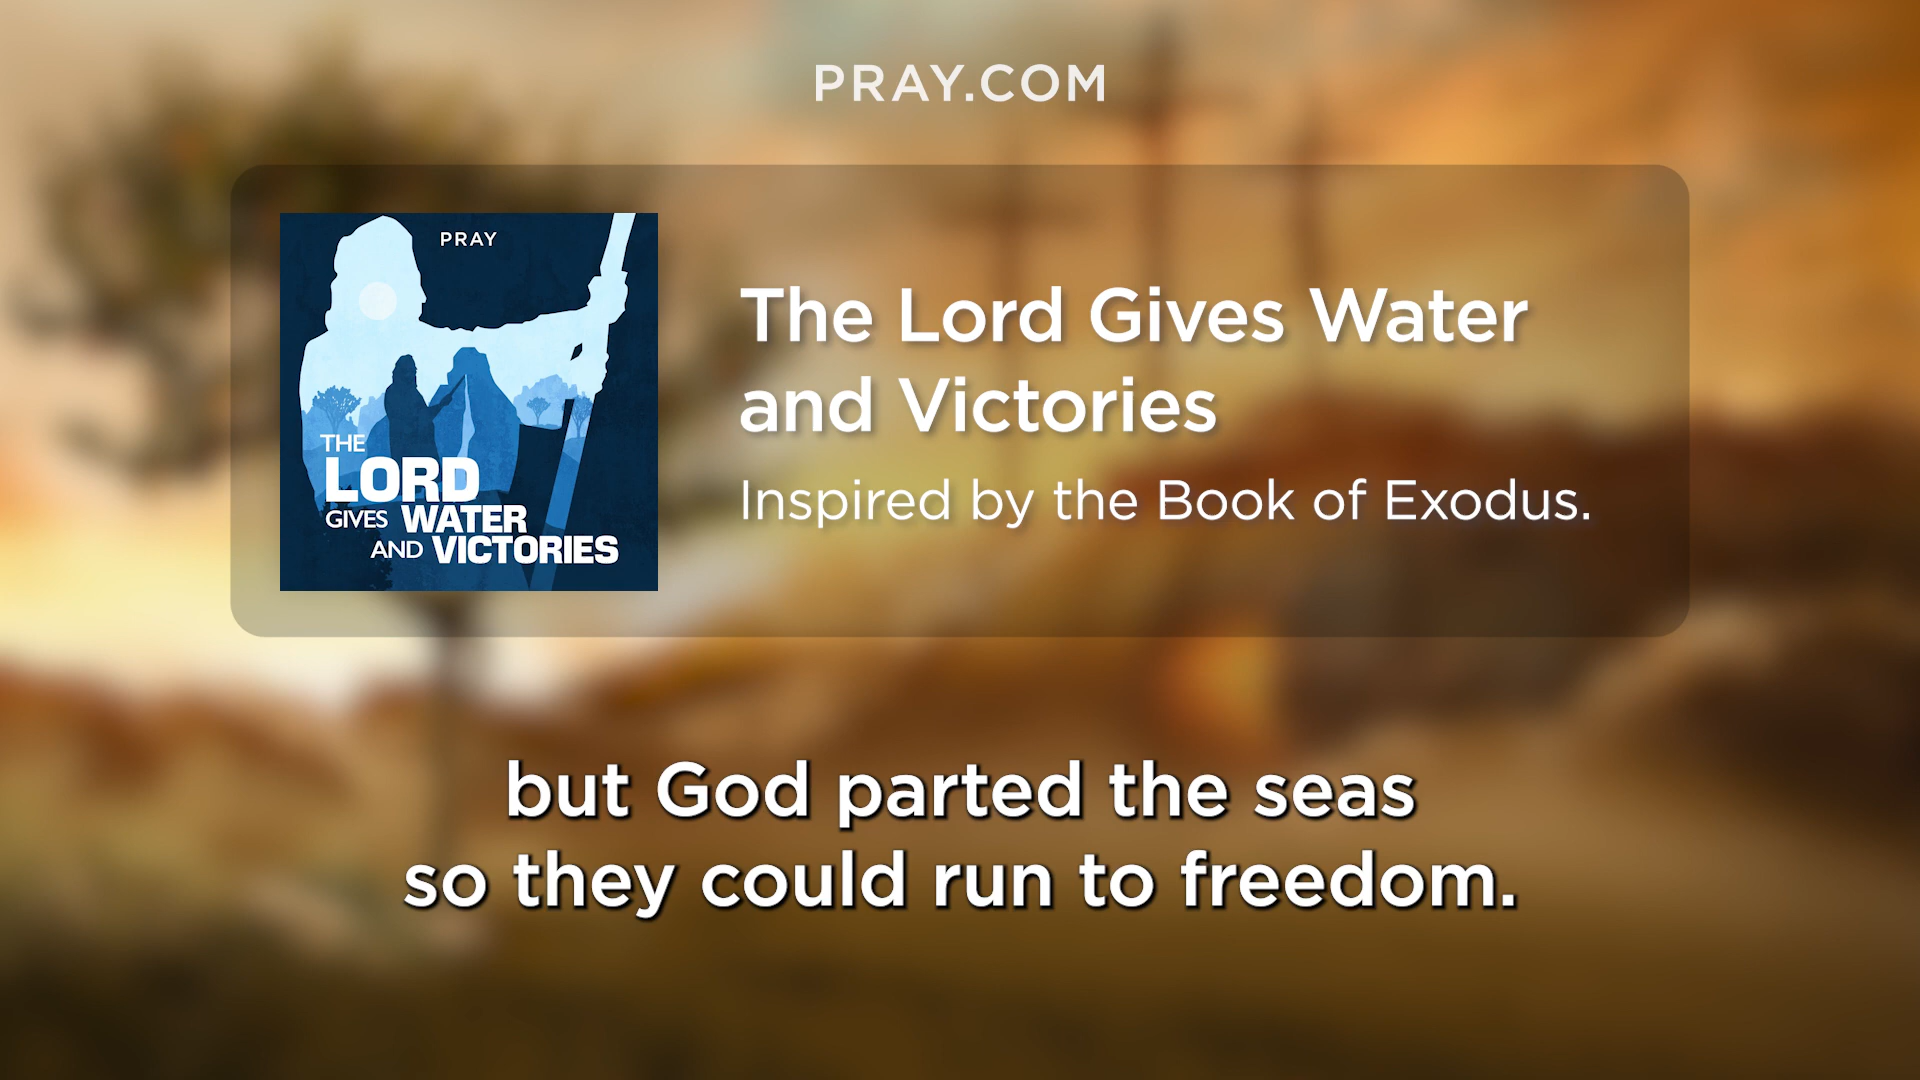 PRAY.COM
PRAY
THE
LORD
GIVES WATER
AND VICTORIES
The Lord Gives Water
and Victories
Inspired by the Book of Exodus.
but God parted the seas
so they could run to freedom.